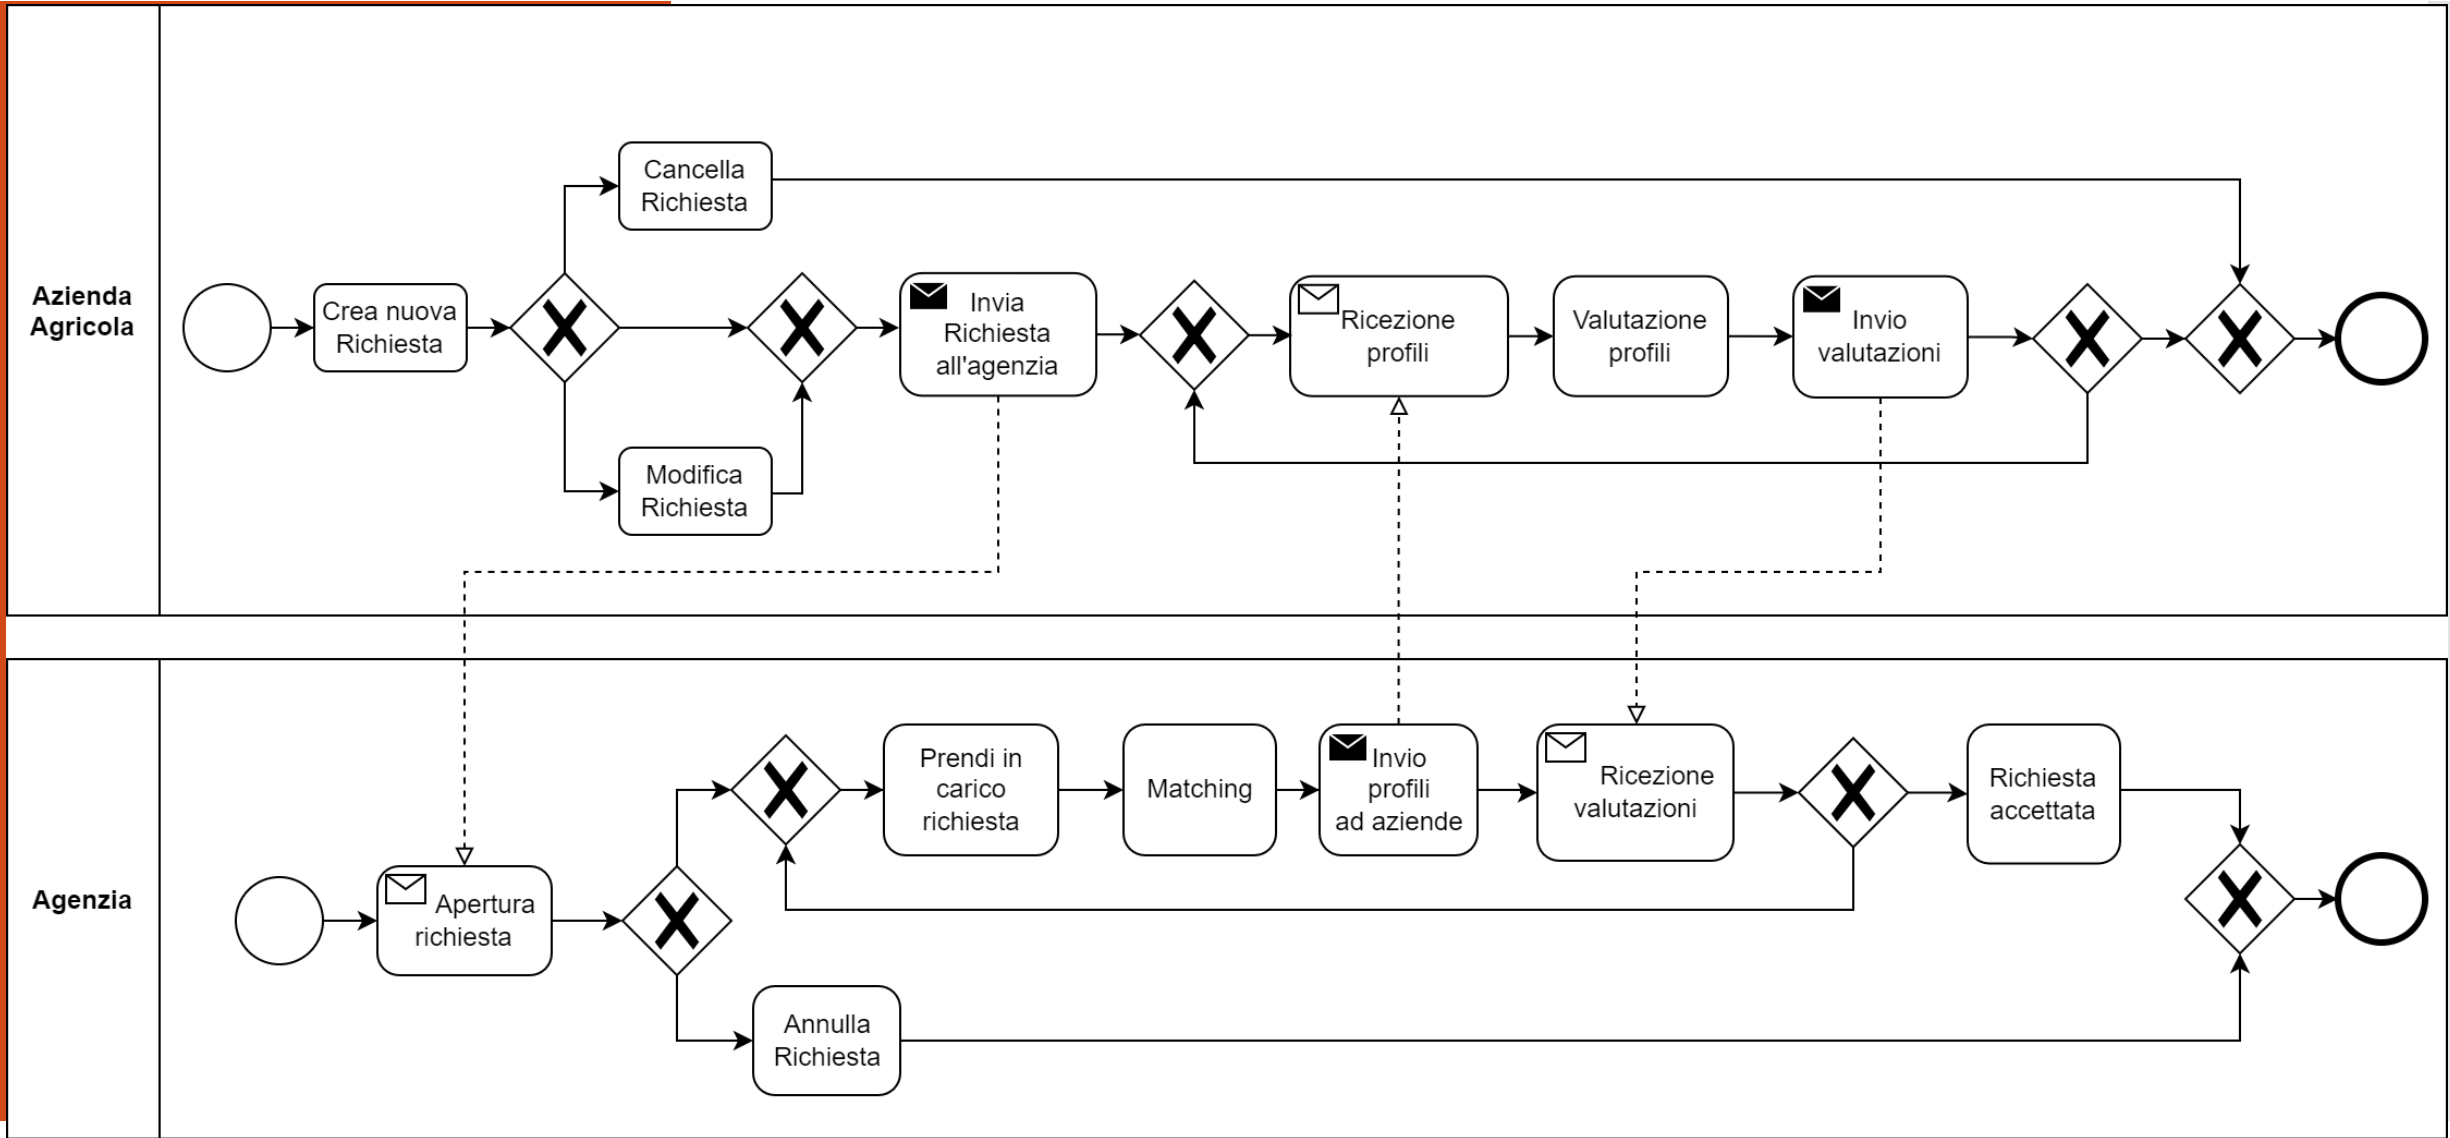 Azienda
Agricola
Crea nuova
Richiesta
Cancella
Richiesta
Modifica
Richiesta
Invia
Richiesta
all'agenzia
Ricezione
profili
Valutazione
profili
Invio
valutazioni
Agenzia
Apertura
richiesta
Prendi in
carico
richiesta
Matching
Invio
profili
ad aziende
Ricezione
valutazioni
Richiesta
accettata
Annulla
Richiesta